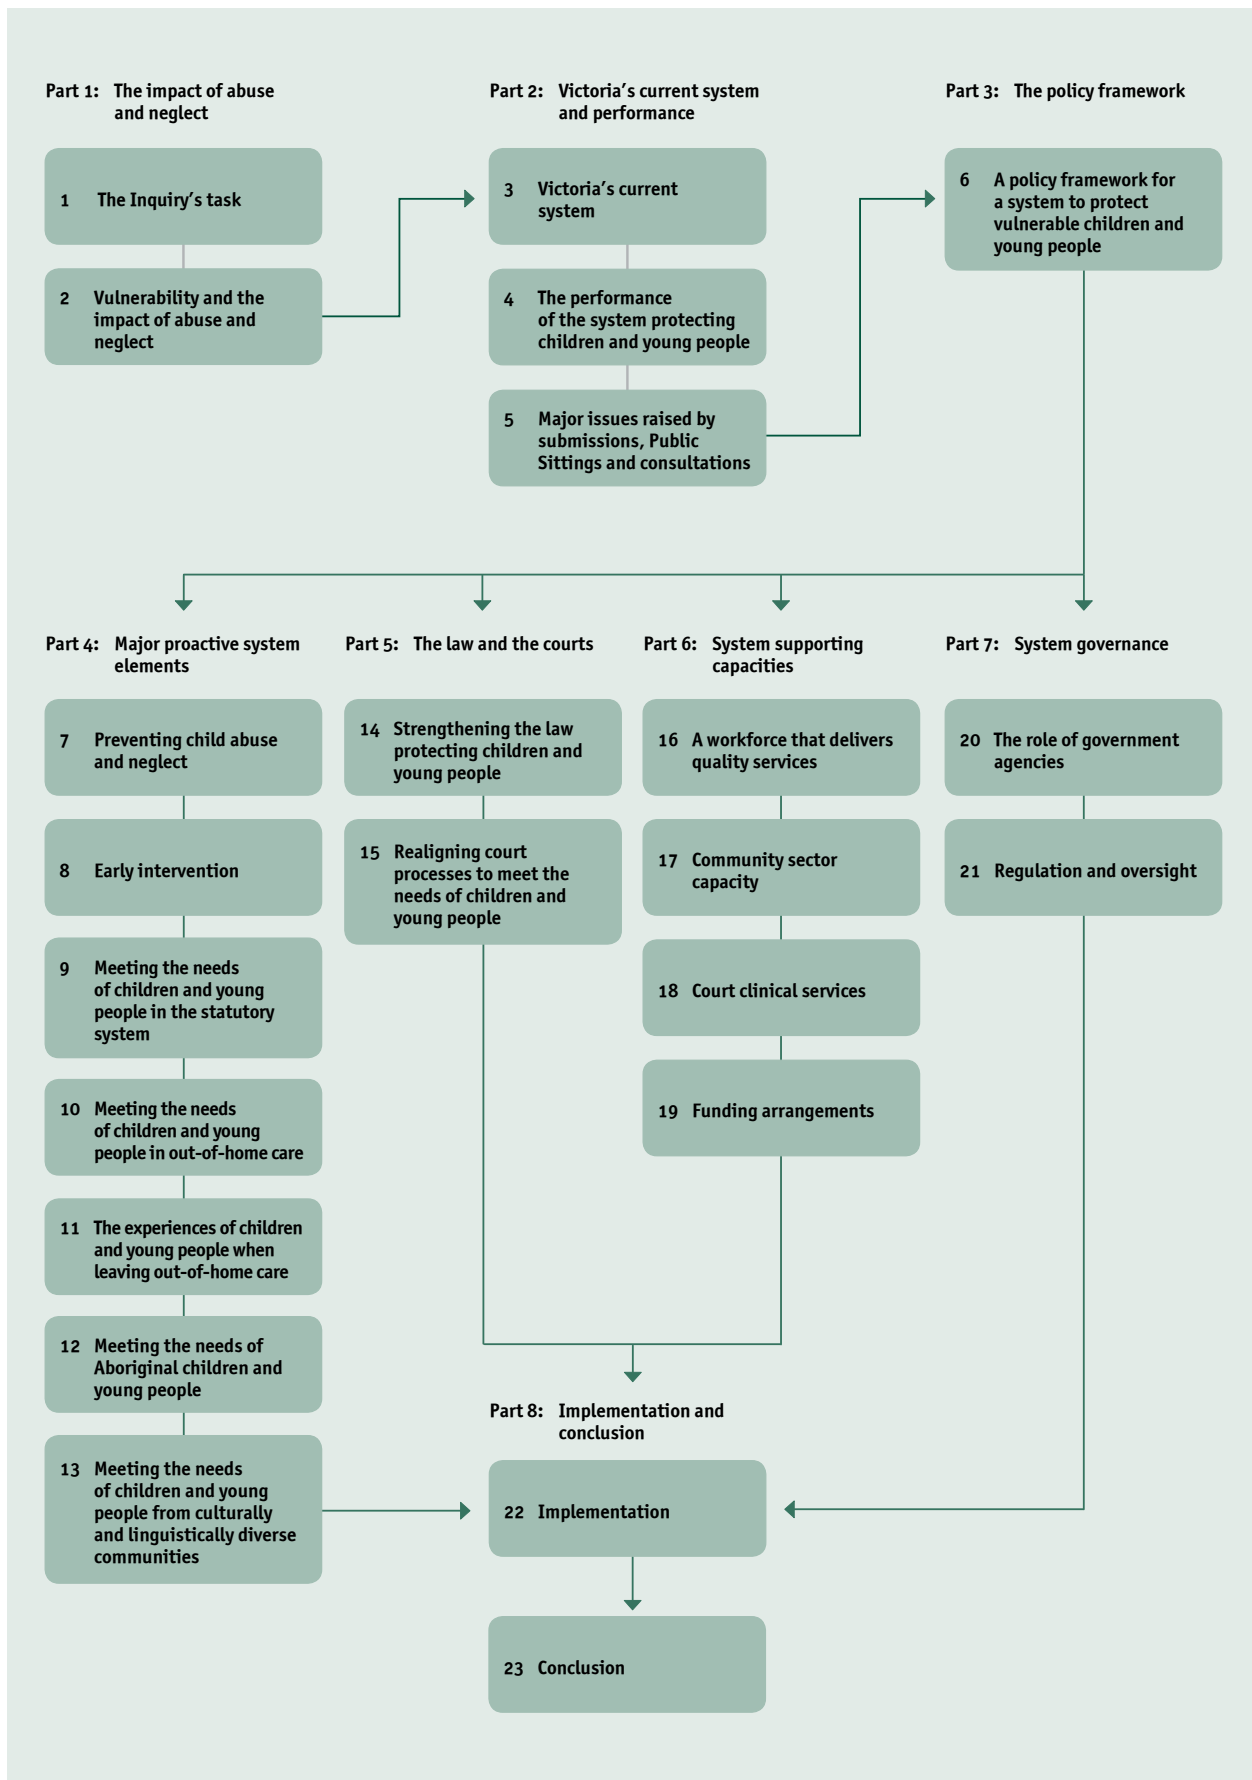 Part 1: The impact of abuse
and neglect
1 The Inquiry's task
2 Vulnerability and the
impact of abuse and
neglect
Part 2: Victoria's current system
and performance
3 Victoria's current
system
4 The performance
of the system protecting
children and young people
5 Major issues raised by
submissions, Public
Sittings and consultations
Part 3: The policy framework
6 A policy framework for
a system to protect
vulnerable children and
young people
Part 4: Major proactive system
elements
7 Preventing child abuse
and neglect
8 Early intervention
9 Meeting the needs
of children and young
people in the statutory
system
10 Meeting the needs
of children and young
people in out-of-home care
11 The experiences of children
and young people when
leaving out-of-home care
12 Meeting the needs of
Aboriginal children and
young people
13 Meeting the needs
of children and young
people from culturally
and linguistically diverse
communities
Part 5: The law and the courts
14 Strengthening the law
protecting children and
young people
15 Realigning court
processes to meet the
needs of children and
young people
Part 6: System supporting
capacities
16 A workforce that delivers
quality services
17 Community sector
capacity
18 Court clinical services
19 Funding arrangements
Part 7: System governance
20 The role of government
agencies
21 Regulation and oversight
Part 8: Implementation and
conclusion
22 Implementation
23 Conclusion